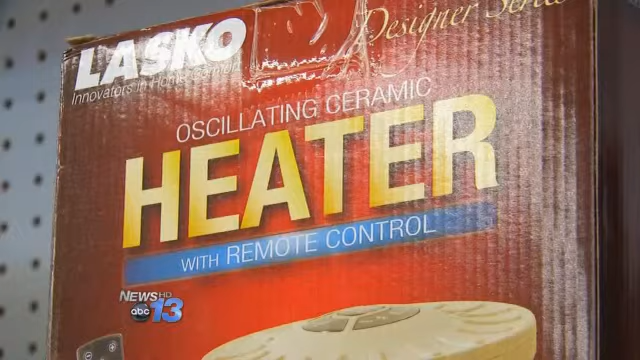 LASKO
Designer Series
Innovators in Home Comfort
OSCILLATING CERAMIC
HEATER
WITH REMOTE CONTROL
NEWS HD
abc 13